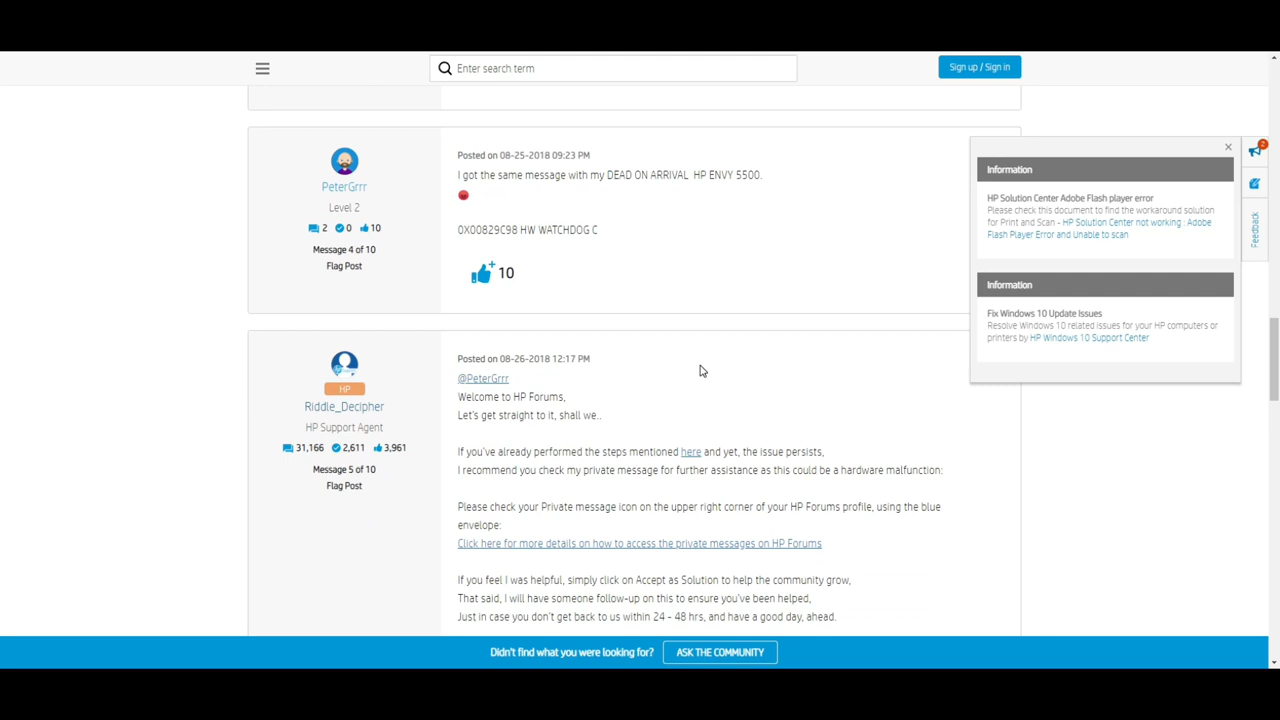 Enter search term
Sign up / Sign in
PeterGrrr
Level 2
2 0 10
Message 4 of 10
Flag Post
Posted on 08-25-2018 09:23 PM
I got the same message with my DEAD ON ARRIVAL HP ENVY 5500.
0X00829C98 HW WATCHDOG C
10
HP
Riddle_Decipher
HP Support Agent
31,166 2,611 3,961
Message 5 of 10
Flag Post
Posted on 08-26-2018 12:17 PM
@PeterGrrr
Welcome to HP Forums,
Let's get straight to it, shall we..
If you've already performed the steps mentioned here and yet, the issue persists,
I recommend you check my private message for further assistance as this could be a hardware malfunction:
Please check your Private message icon on the upper right corner of your HP Forums profile, using the blue
envelope:
Click here for more details on how to access the private messages on HP Forums
If you feel I was helpful, simply click on Accept as Solution to help the community grow,
That said, I will have someone follow-up on this to ensure you've been helped,
Just in case you don't get back to us within 24 - 48 hrs, and have a good day, ahead.
Information
HP Solution Center Adobe Flash player error
Please check this document to find the workaround solution
for Print and Scan - HP Solution Center not working : Adobe
Flash Player Error and Unable to scan
Information
Fix Windows 10 Update Issues
Resolve Windows 10 related issues for your HP computers or
printers by HP Windows 10 Support Center
2
Feedback
Didn't find what you were looking for? ASK THE COMMUNITY